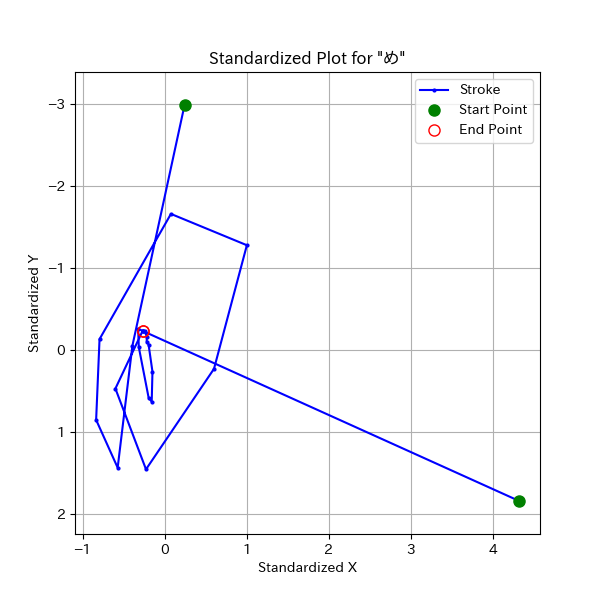 Standardized Plot for "め"
Stroke
Start Point
End Point
−3
−2
−1
0
1
2
Standardized Y
−1
0
1
2
3
4
Standardized X